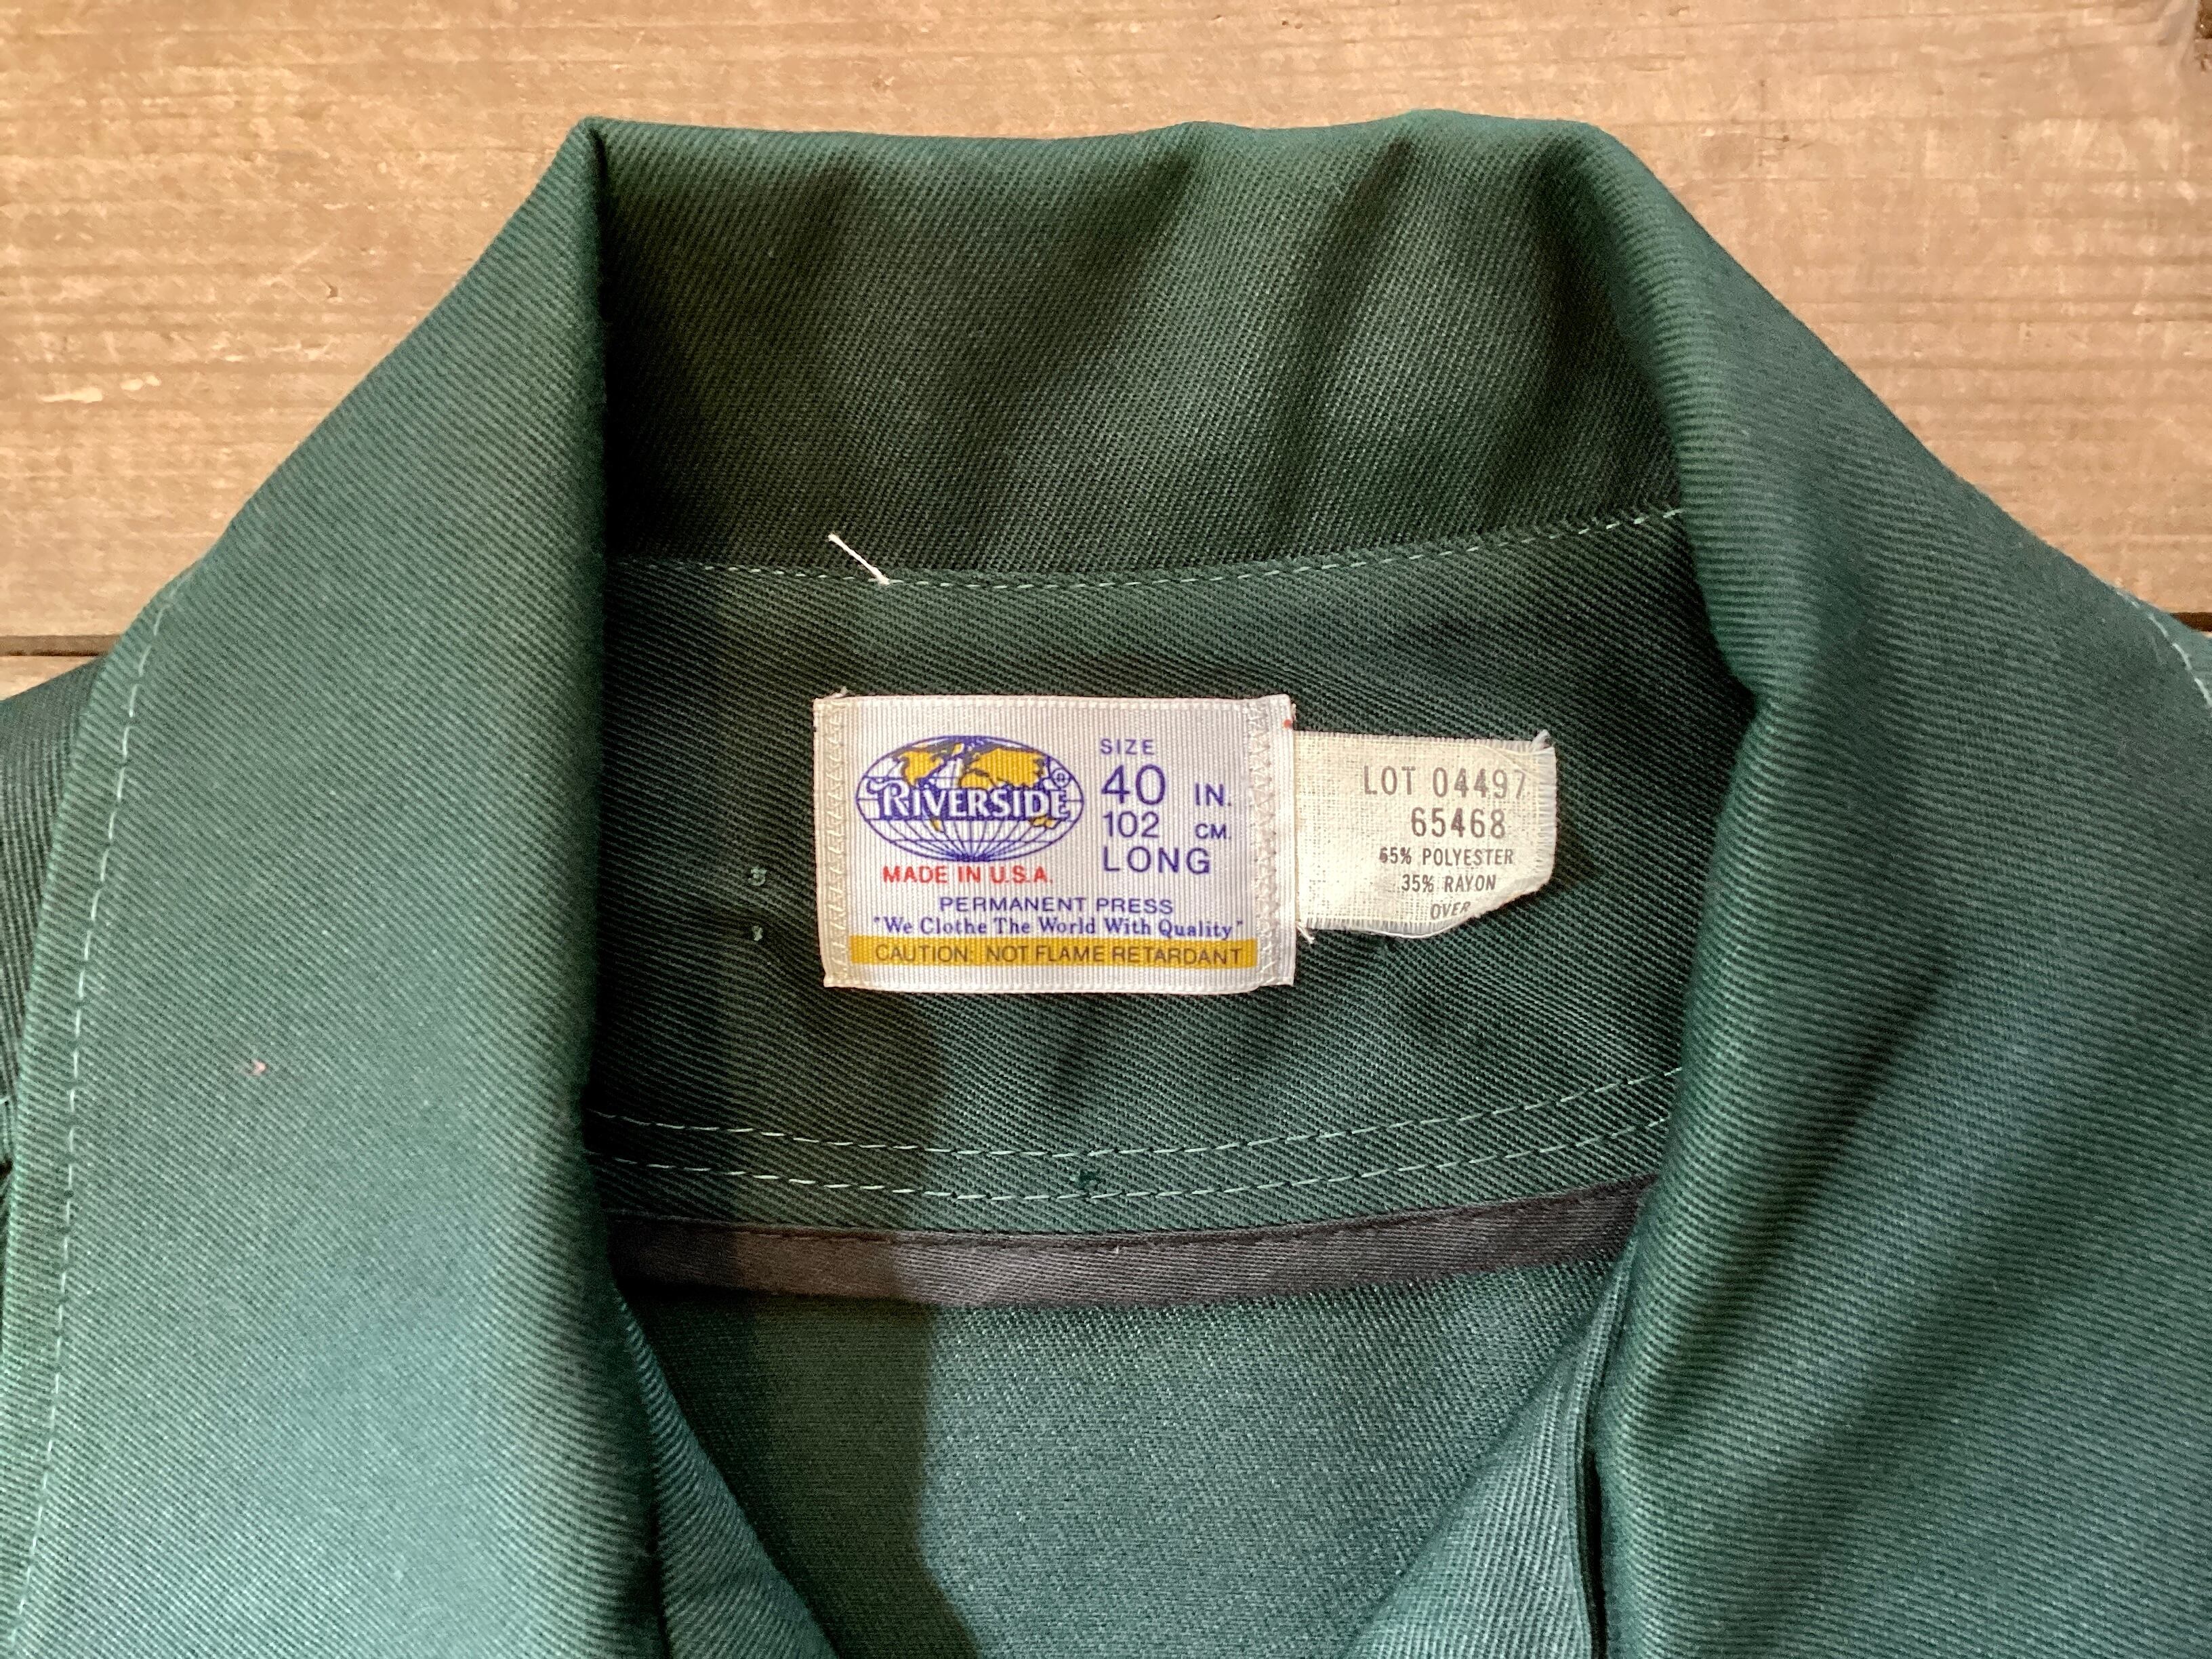 RIVERSIDE®
MADE IN U.S.A.
SIZE
40 IN.
102 CM.
LONG
PERMANENT PRESS
"We Clothe The World With Quality"
CAUTION: NOT FLAME RETARDANT
LOT 04497
65468
65% POLYESTER
35% RAYON
OVER